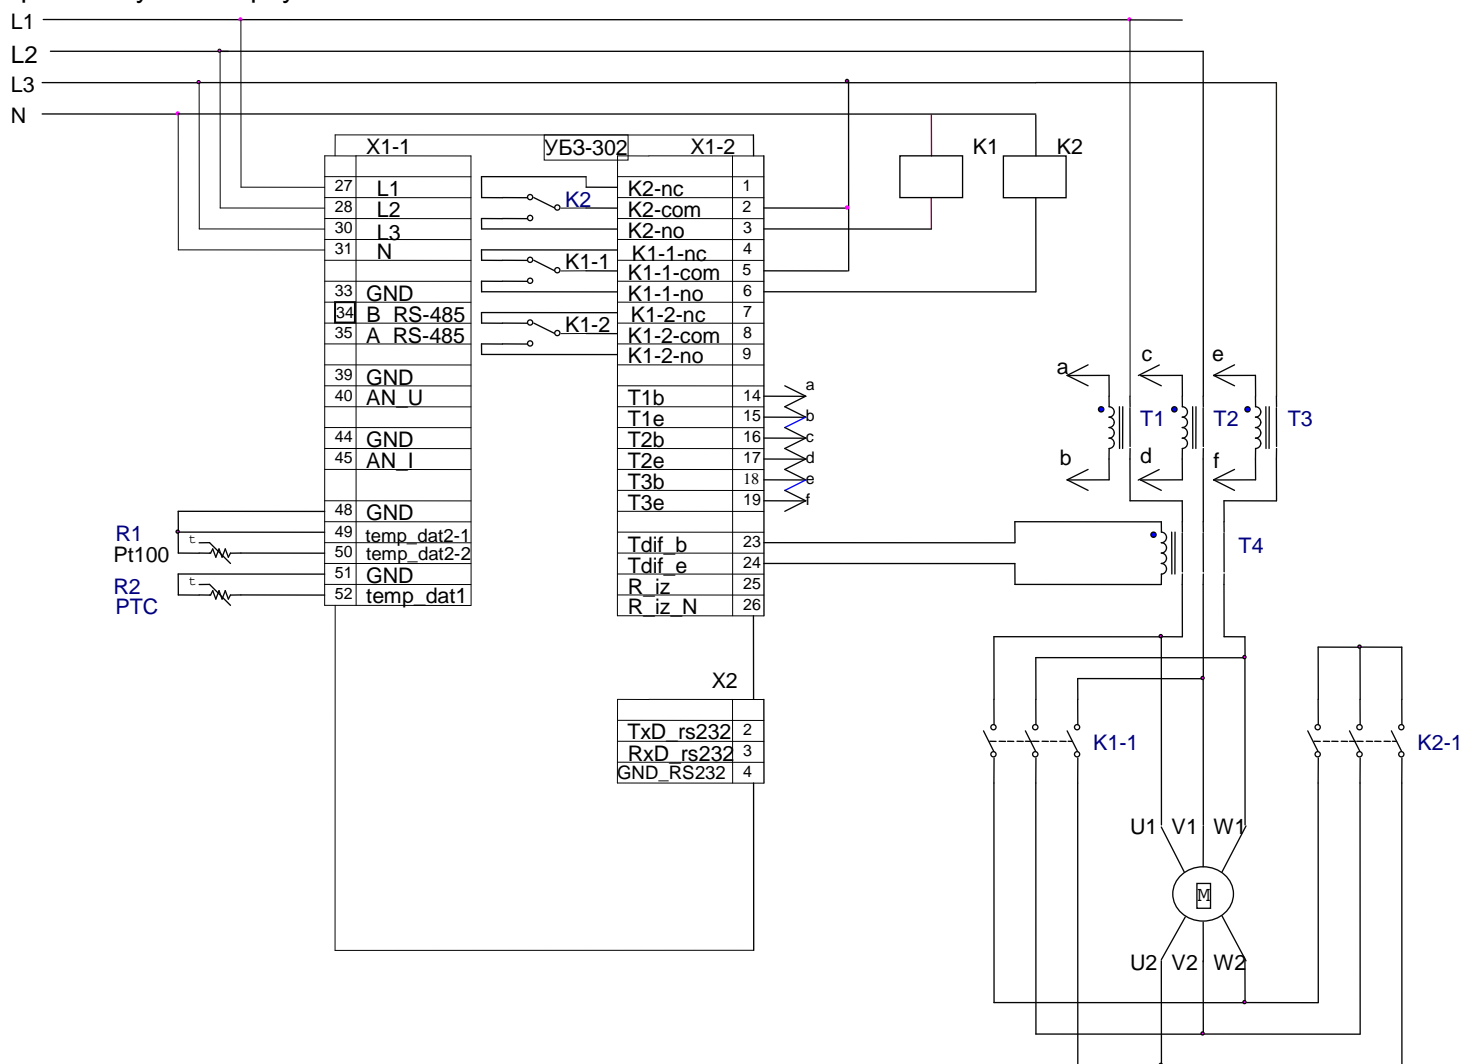 L1
L2
L3
N
X1-1
УБЗ-302
X1-2
K1
K2
27 L1
28 L2
30 L3
31 N
33 GND
34 B RS-485
35 A RS-485
39 GND
40 AN_U
44 GND
45 AN_I
48 GND
49 temp_dat2-1
50 temp_dat2-2
51 GND
52 temp_dat1
R1
Pt100
t
R2
PTC
t
K2
K1-1
K1-2
K2-nc 1
K2-com 2
K2-no 3
K1-1-nc 4
K1-1-com 5
K1-1-no 6
K1-2-nc 7
K1-2-com 8
K1-2-no 9
T1b 14 a
T1e 15 b
T2b 16 c
T2e 17 d
T3b 18 e
T3e 19 f
Tdif_b 23
Tdif_e 24
R_iz 25
R_iz_N 26
X2
TxD_rs232 2
RxD_rs232 3
GND_RS232 4
a c e
T1 T2 T3
b d f
T4
K1-1
K2-1
U1 V1 W1
M
U2 V2 W2